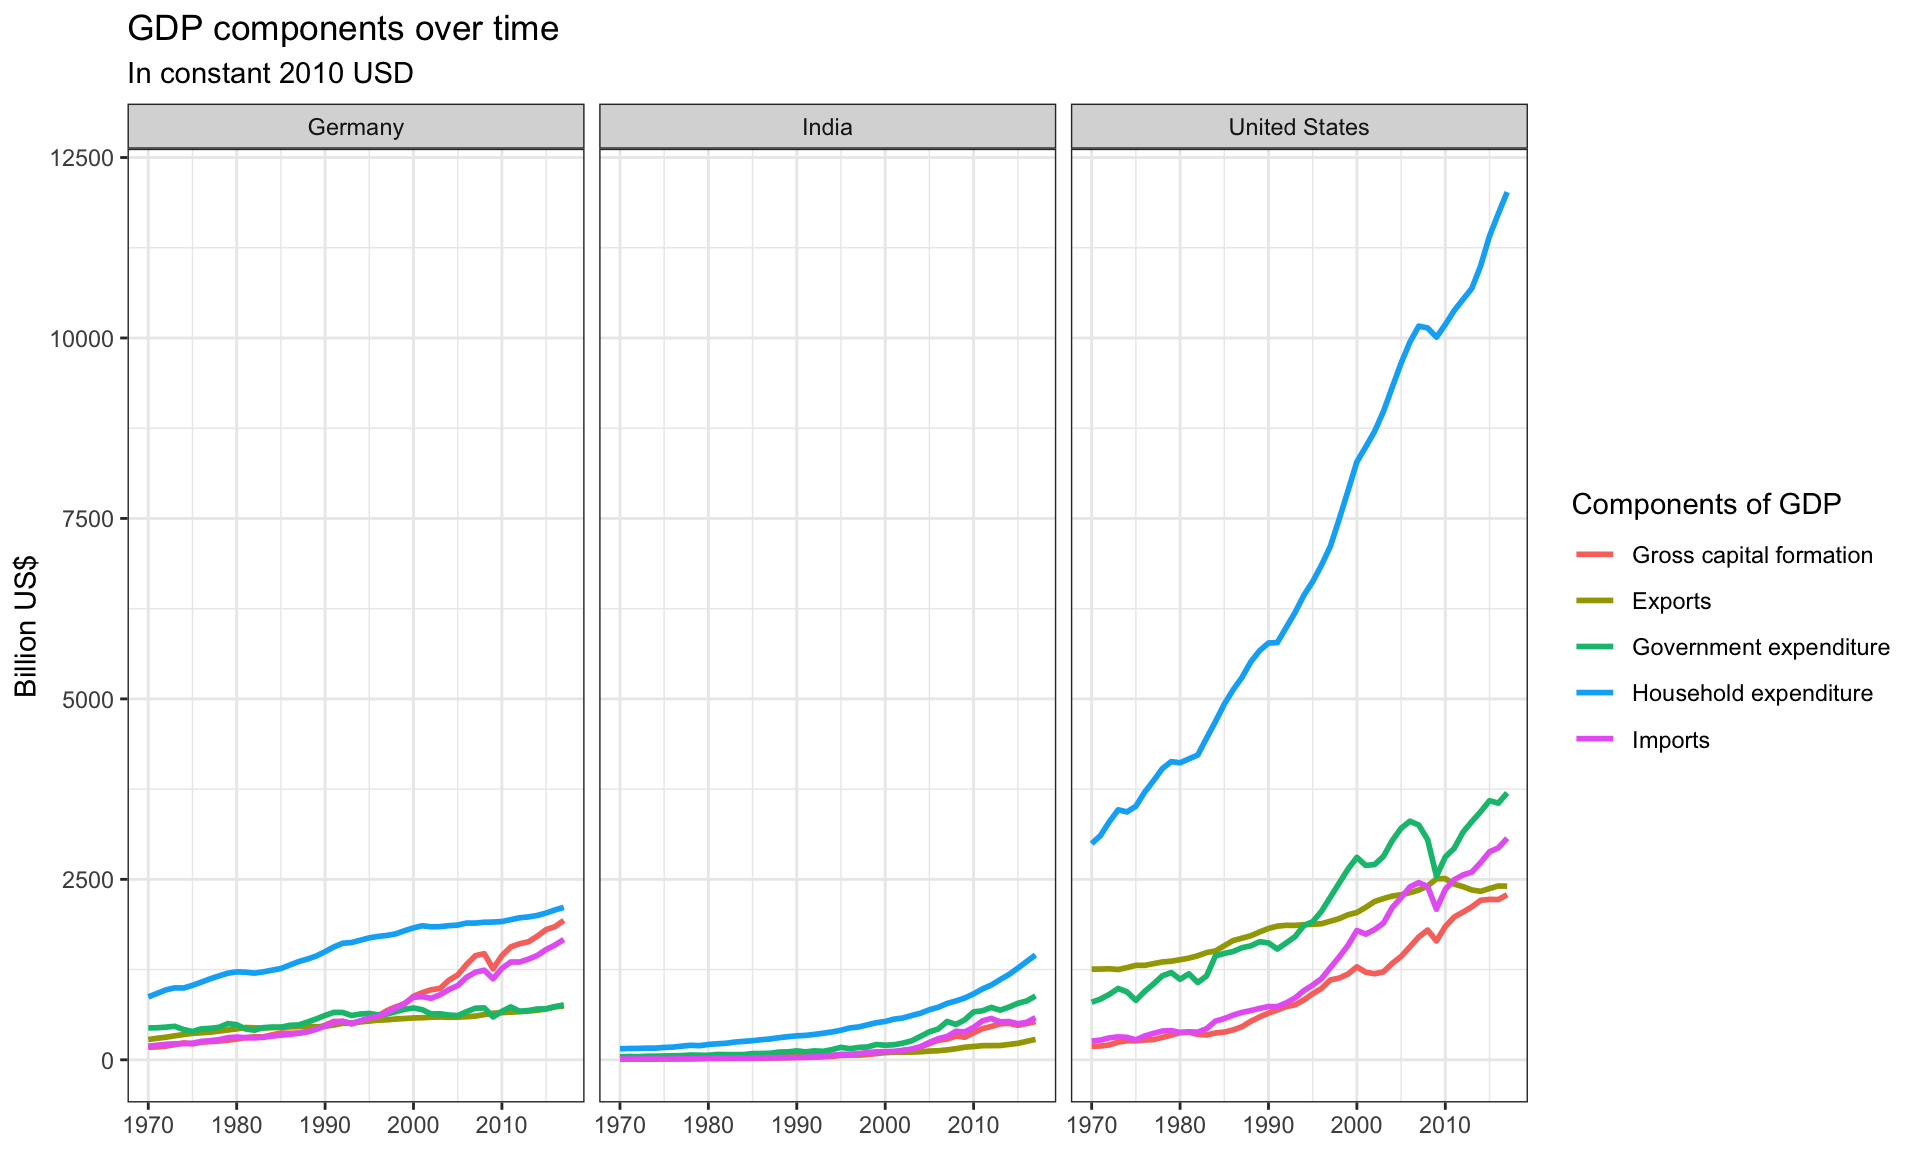 GDP components over time
In constant 2010 USD
Germany
India
United States
Billion US$
12500
10000
7500
5000
2500
0
1970 1980 1990 2000 2010
1970 1980 1990 2000 2010
1970 1980 1990 2000 2010
Components of GDP
Gross capital formation
Exports
Government expenditure
Household expenditure
Imports